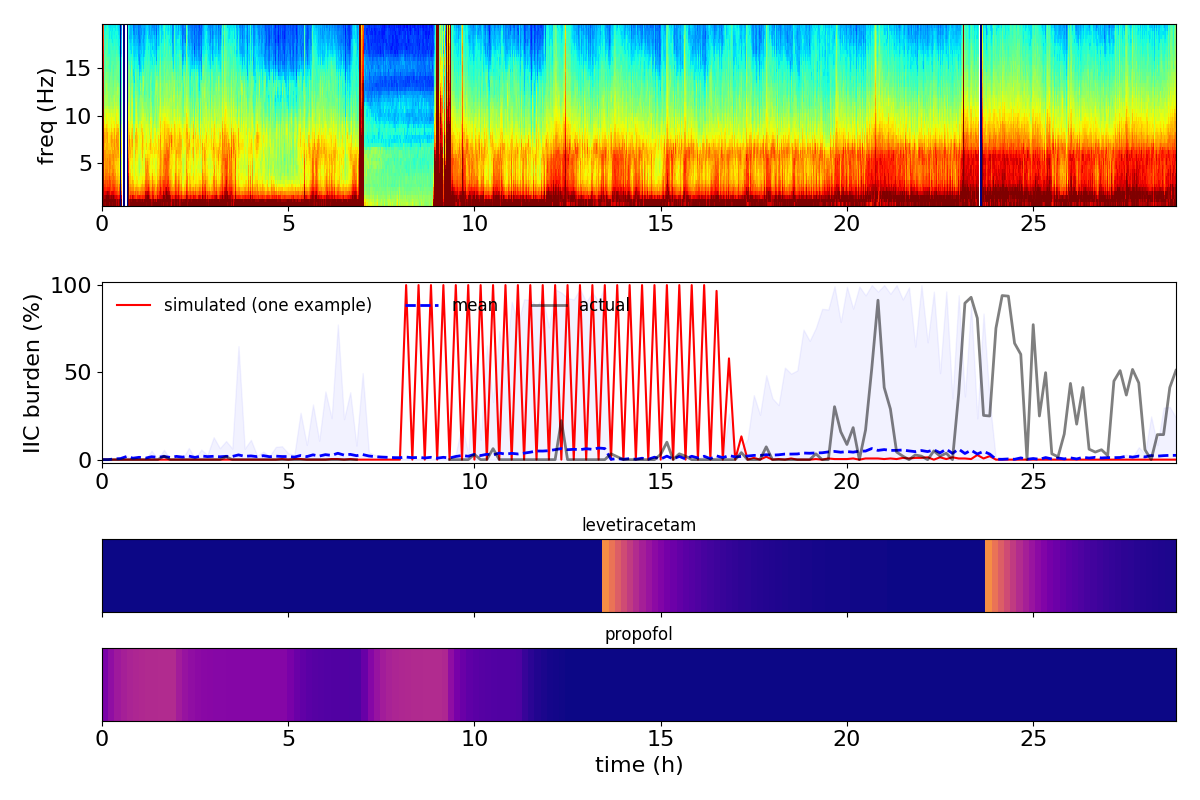 freq (Hz)
15
10
5
0 5 10 15 20 25
IIC burden (%)
100
50
0
simulated (one example) mean actual
0 5 10 15 20 25
levetiracetam
propofol
0 5 10 15 20 25
time (h)